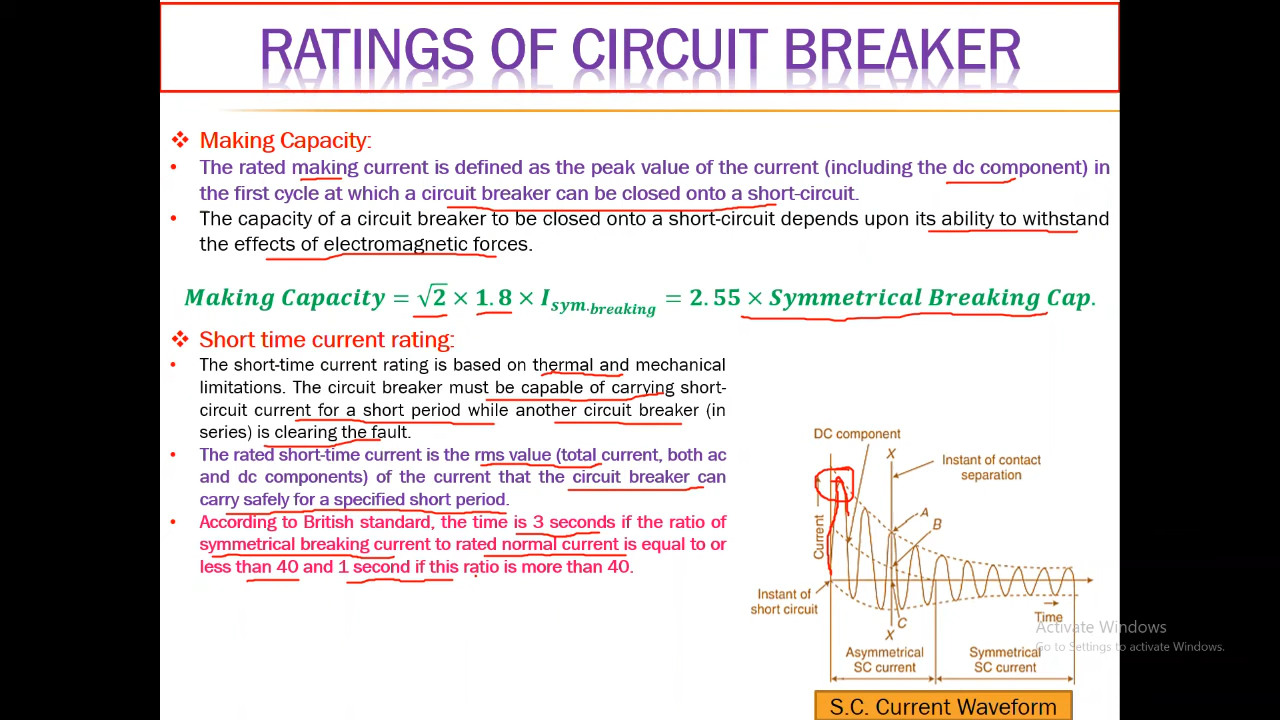 RATINGS OF CIRCUIT BREAKER
❖ Making Capacity:
• The rated making current is defined as the peak value of the current (including the dc component) in
the first cycle at which a circuit breaker can be closed onto a short-circuit.
• The capacity of a circuit breaker to be closed onto a short-circuit depends upon its ability to withstand
the effects of electromagnetic forces.
Making Capacity = √2 × 1.8 × I sym.breaking = 2.55 × Symmetrical Breaking Cap.
❖ Short time current rating:
• The short-time current rating is based on thermal and mechanical
limitations. The circuit breaker must be capable of carrying short-
circuit current for a short period while another circuit breaker (in
series) is clearing the fault.
• The rated short-time current is the rms value (total current, both ac
and dc components) of the current that the circuit breaker can
carry safely for a specified short period.
• According to British standard, the time is 3 seconds if the ratio of
symmetrical breaking current to rated normal current is equal to or
less than 40 and 1 second if this ratio is more than 40.
DC component
X
Instant of contact
separation
A
B
Current
Instant of
short circuit
C
X
Time
Asymmetrical
SC current
Symmetrical
SC current
S.C. Current Waveform
Activate Windows
Go to Settings to activate Windows.